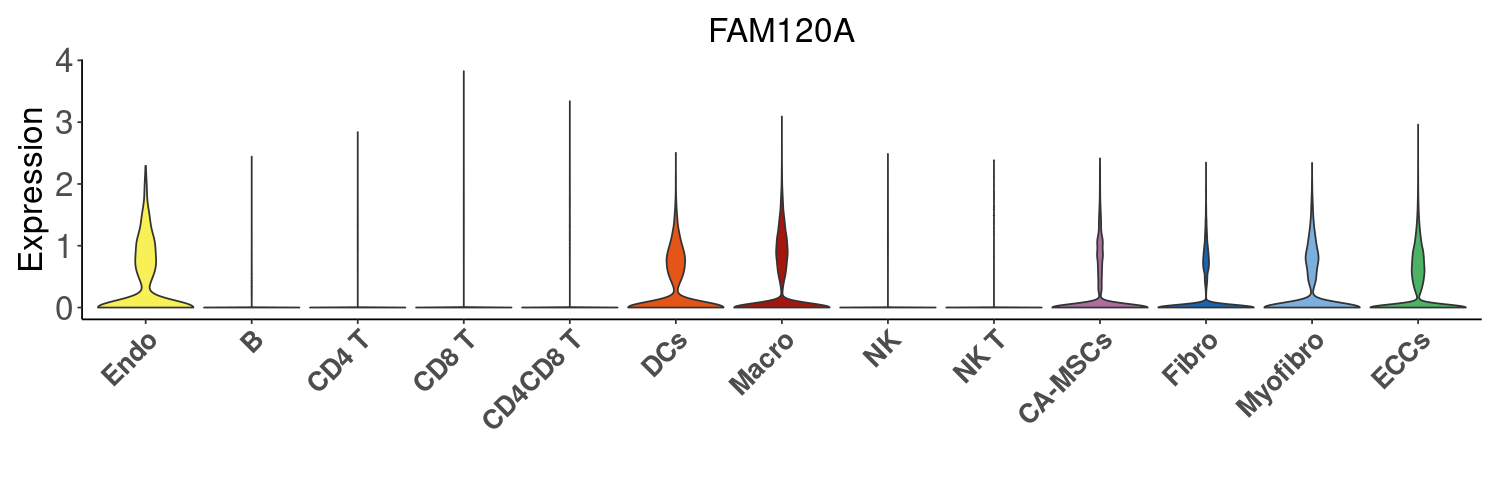 FAM120A
Expression
4
3
2
1
0
Endo
B
CD4 T
CD8 T
CD4CD8 T
DCs
Macro
NK
NK T
CA-MSCs
Fibro
Myofibro
ECCs